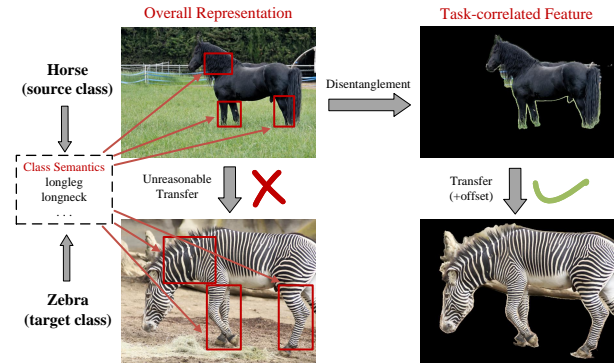 Overall Representation
Task-correlated Feature
Horse
(source class)
Disentanglement
Class Semantics
longleg
longneck
. . .
Unreasonable
Transfer
Transfer
(+offset)
Zebra
(target class)